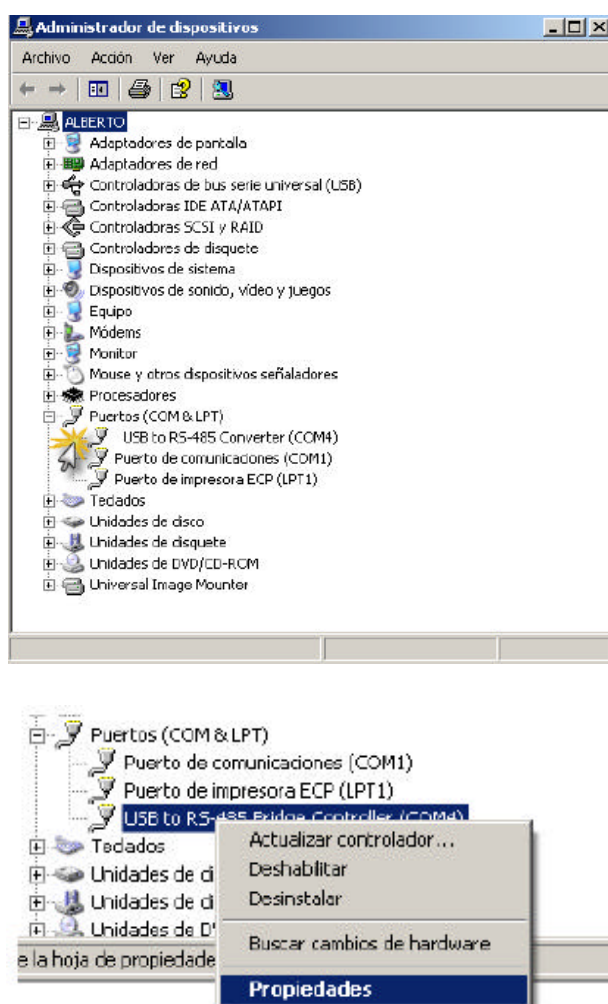 Administrador de dispositivos
Archivo Acción Ver Ayuda
ALBERTO
Adaptadores de pantalla
Adaptadores de red
Controladoras de bus serie universal (USB)
Controladoras IDE ATA/ATAPI
Controladoras SCSI y RAID
Controladores de disquete
Dispositivos de sistema
Dispositivos de sonido, vídeo y juegos
Equipo
Módems
Monitor
Mouse y otros dispositivos señaladores
Procesadores
Puertos (COM & LPT)
USB to RS-485 Converter (COM4)
Puerto de comunicaciones (COM1)
Puerto de impresora ECP (LPT1)
Teclados
Unidades de disco
Unidades de disquete
Unidades de DVD/CD-ROM
Universal Image Mounter
Puertos (COM & LPT)
Puerto de comunicaciones (COM1)
Puerto de impresora ECP (LPT1)
USB to RS-485 Bridge Controller (COM4)
Teclados
Actualizar controlador...
Unidades de di
Deshabilitar
Unidades de di
Desinstalar
Unidades de D'
Buscar cambios de hardware
e la hoja de propiedade
Propiedades